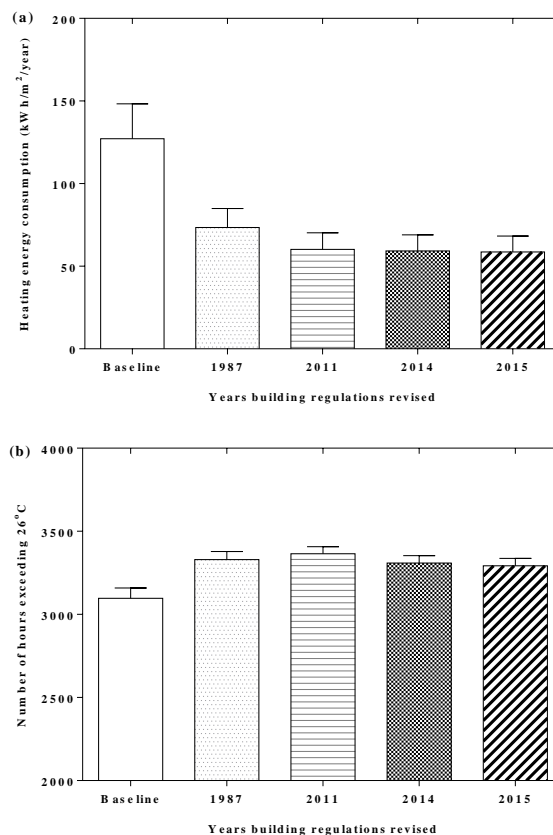 (a)
200
150
100
50
0
Heating energy consumption (kWh/m²/year)
Baseline 1987 2011 2014 2015
Years building regulations revised
(b)
4000
3500
3000
2500
2000
Number of hours exceeding 26°C
Baseline 1987 2011 2014 2015
Years building regulations revised